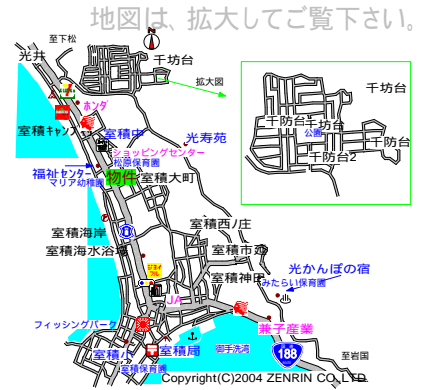 地図は、拡大してご覧下さい。
至下松
光井
千坊台
拡大図
ホンダ
室積キャンプ
室積中
光寿苑
ショッピングセンター
松原保育園
福祉センター
マリア幼稚園
物件
室積大町
千坊台
千防台1
千坊台
公園
千防台2
千防台
室積西ノ庄
室積海岸
室積海水浴場
室積市延
室積神田
光かんぽの宿
みたらい保育園
JA
フィッシングパーク
兼子産業
室積小
室積局
御手洗湾
188
至岩国
室積保育園
Copyright(C)2004 ZENRIN CO., LTD